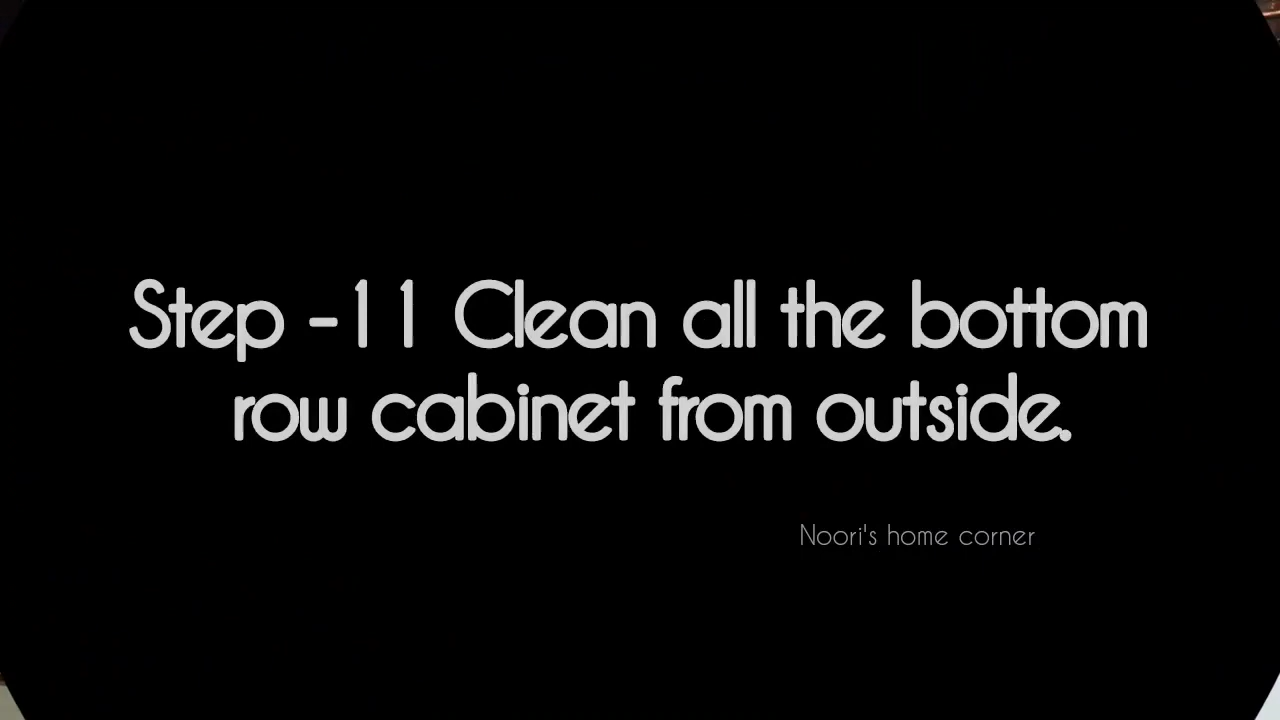 Step -11 Clean all the bottom
row cabinet from outside.
Noori's home corner